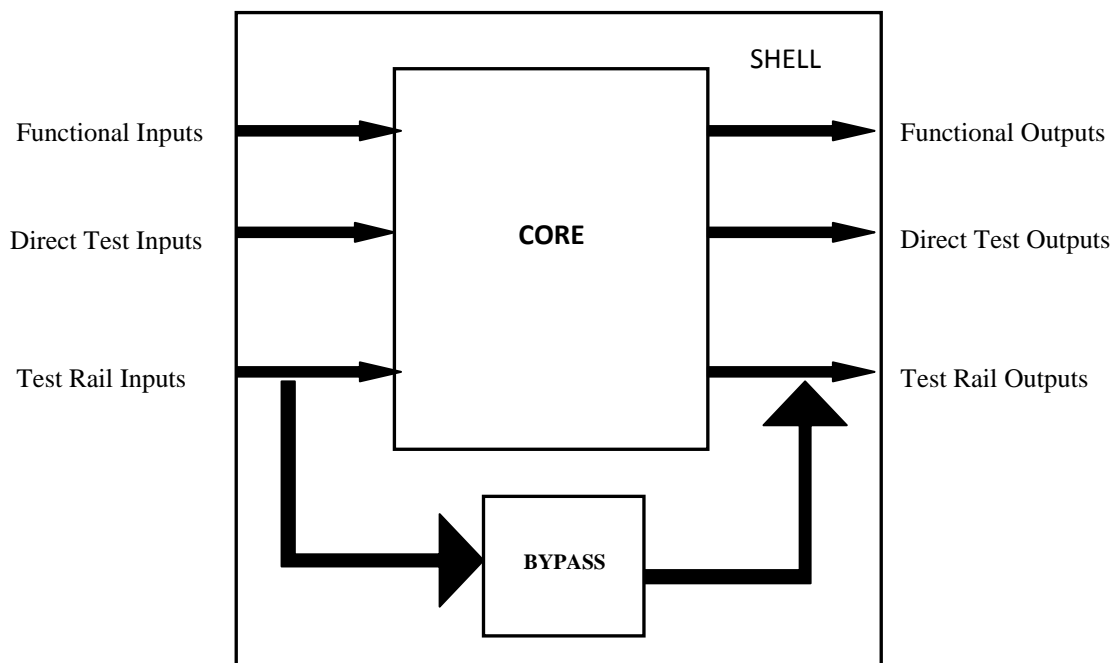 SHELL
Functional Inputs
Functional Outputs
Direct Test Inputs
CORE
Direct Test Outputs
Test Rail Inputs
Test Rail Outputs
BYPASS